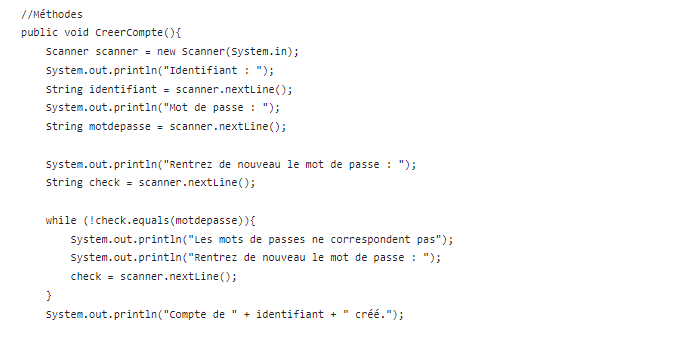 //Méthodes
public void CreerCompte(){
    Scanner scanner = new Scanner(System.in);
    System.out.println("Identifiant : ");
    String identifiant = scanner.nextLine();
    System.out.println("Mot de passe : ");
    String motdepasse = scanner.nextLine();

    System.out.println("Rentrez de nouveau le mot de passe : ");
    String check = scanner.nextLine();

    while (!check.equals(motdepasse)){
        System.out.println("Les mots de passes ne correspondent pas");
        System.out.println("Rentrez de nouveau le mot de passe : ");
        check = scanner.nextLine();
    }
    System.out.println("Compte de " + identifiant + " créé.");